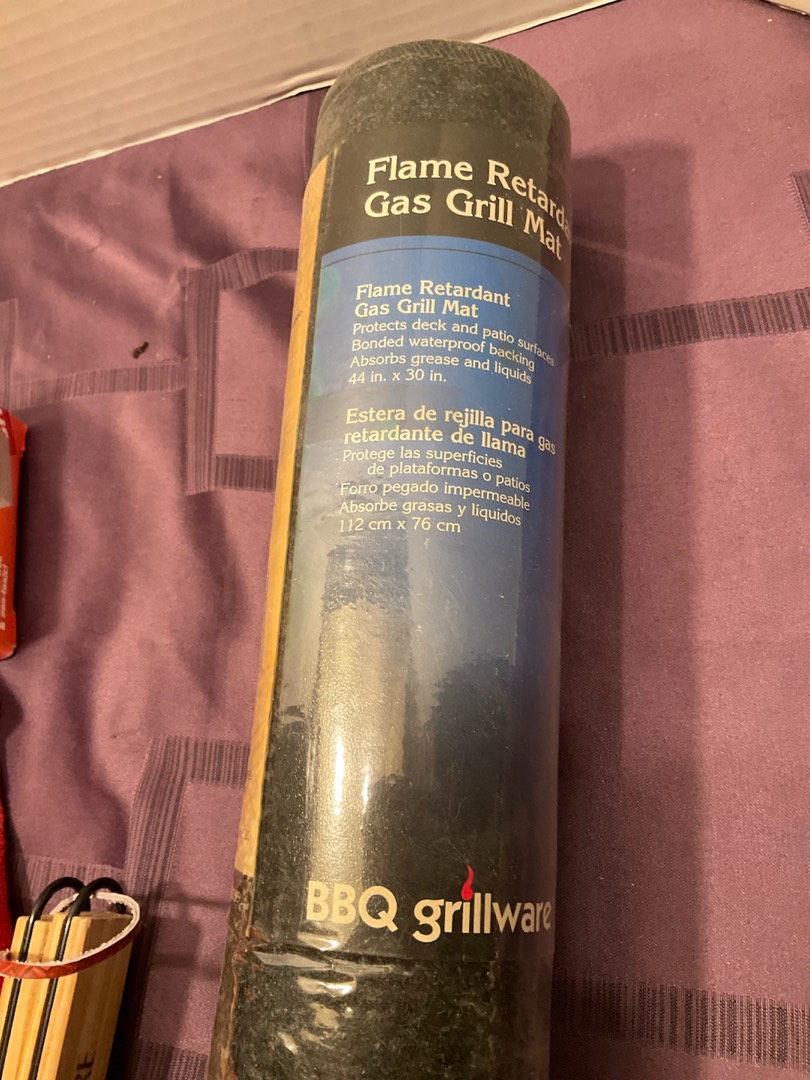 Flame Retarda
Gas Grill Mat
Flame Retardant
Gas Grill Mat
Protects deck and patio surfaces
Bonded waterproof backing
Absorbs grease and liquids
44 in. x 30 in.
Estera de rejilla para gas
retardante de llama
Protege las superficies
de plataformas o patios
Forro pegado impermeable
Absorbe grasas y líquidos
112 cm x 76 cm
BBQ grillware